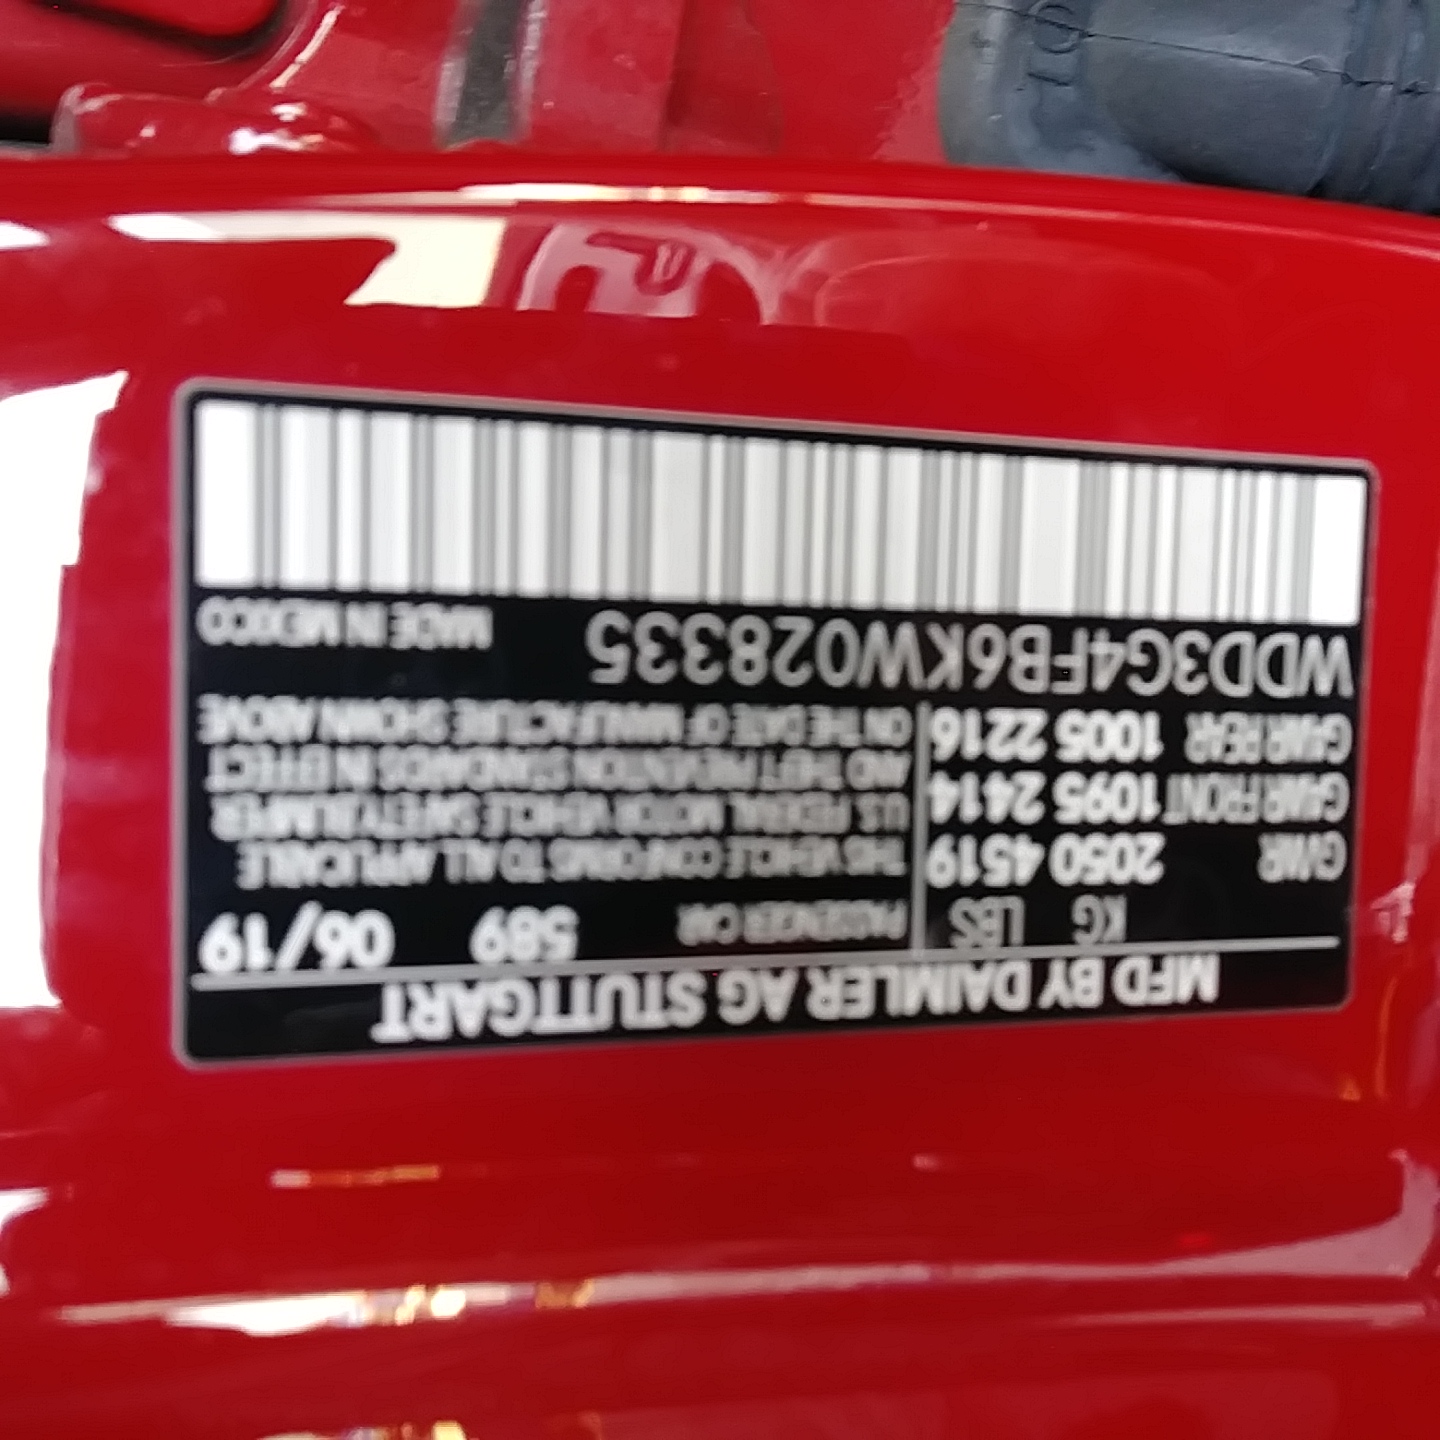 MFD BY DAIMLER AG STUTTGART
KG LBS
GVWR 2050 4519
GAWR FRONT 1095 2414
GAWR REAR 1005 2216
PASSENGER CAR 589 06/19
THIS VEHICLE CONFORMS TO ALL APPLICABLE
U.S. FEDERAL MOTOR VEHICLE SAFETY, BUMPER
AND THEFT PREVENTION STANDARDS IN EFFECT
ON THE DATE OF MANUFACTURE SHOWN ABOVE
WDD3G4FB6KW028335 MADE IN MEXICO